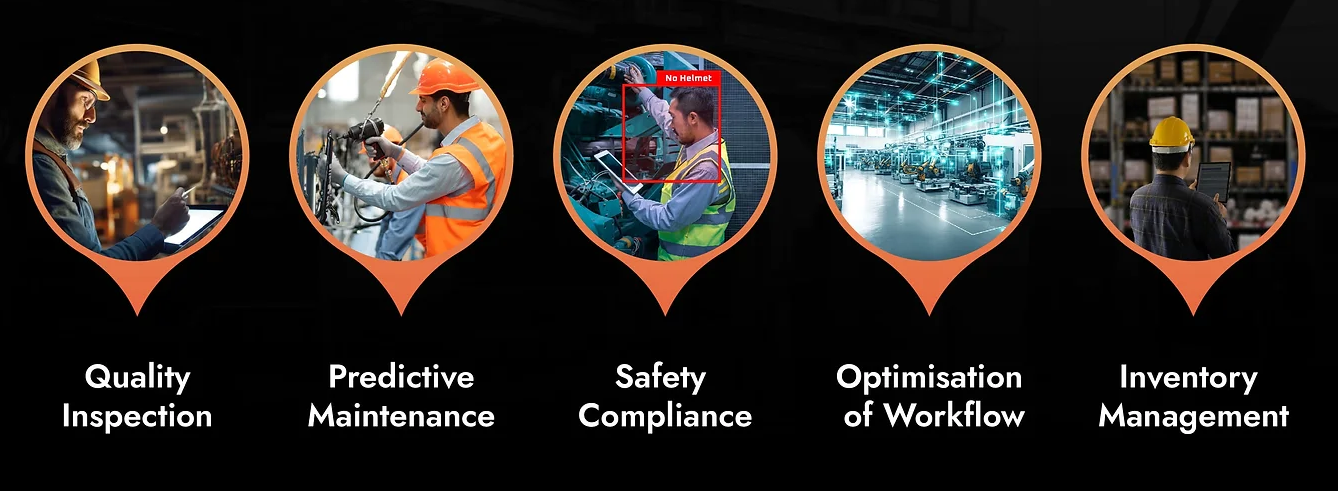 No Helmet
Quality
Inspection
Predictive
Maintenance
Safety
Compliance
Optimisation
of Workflow
Inventory
Management